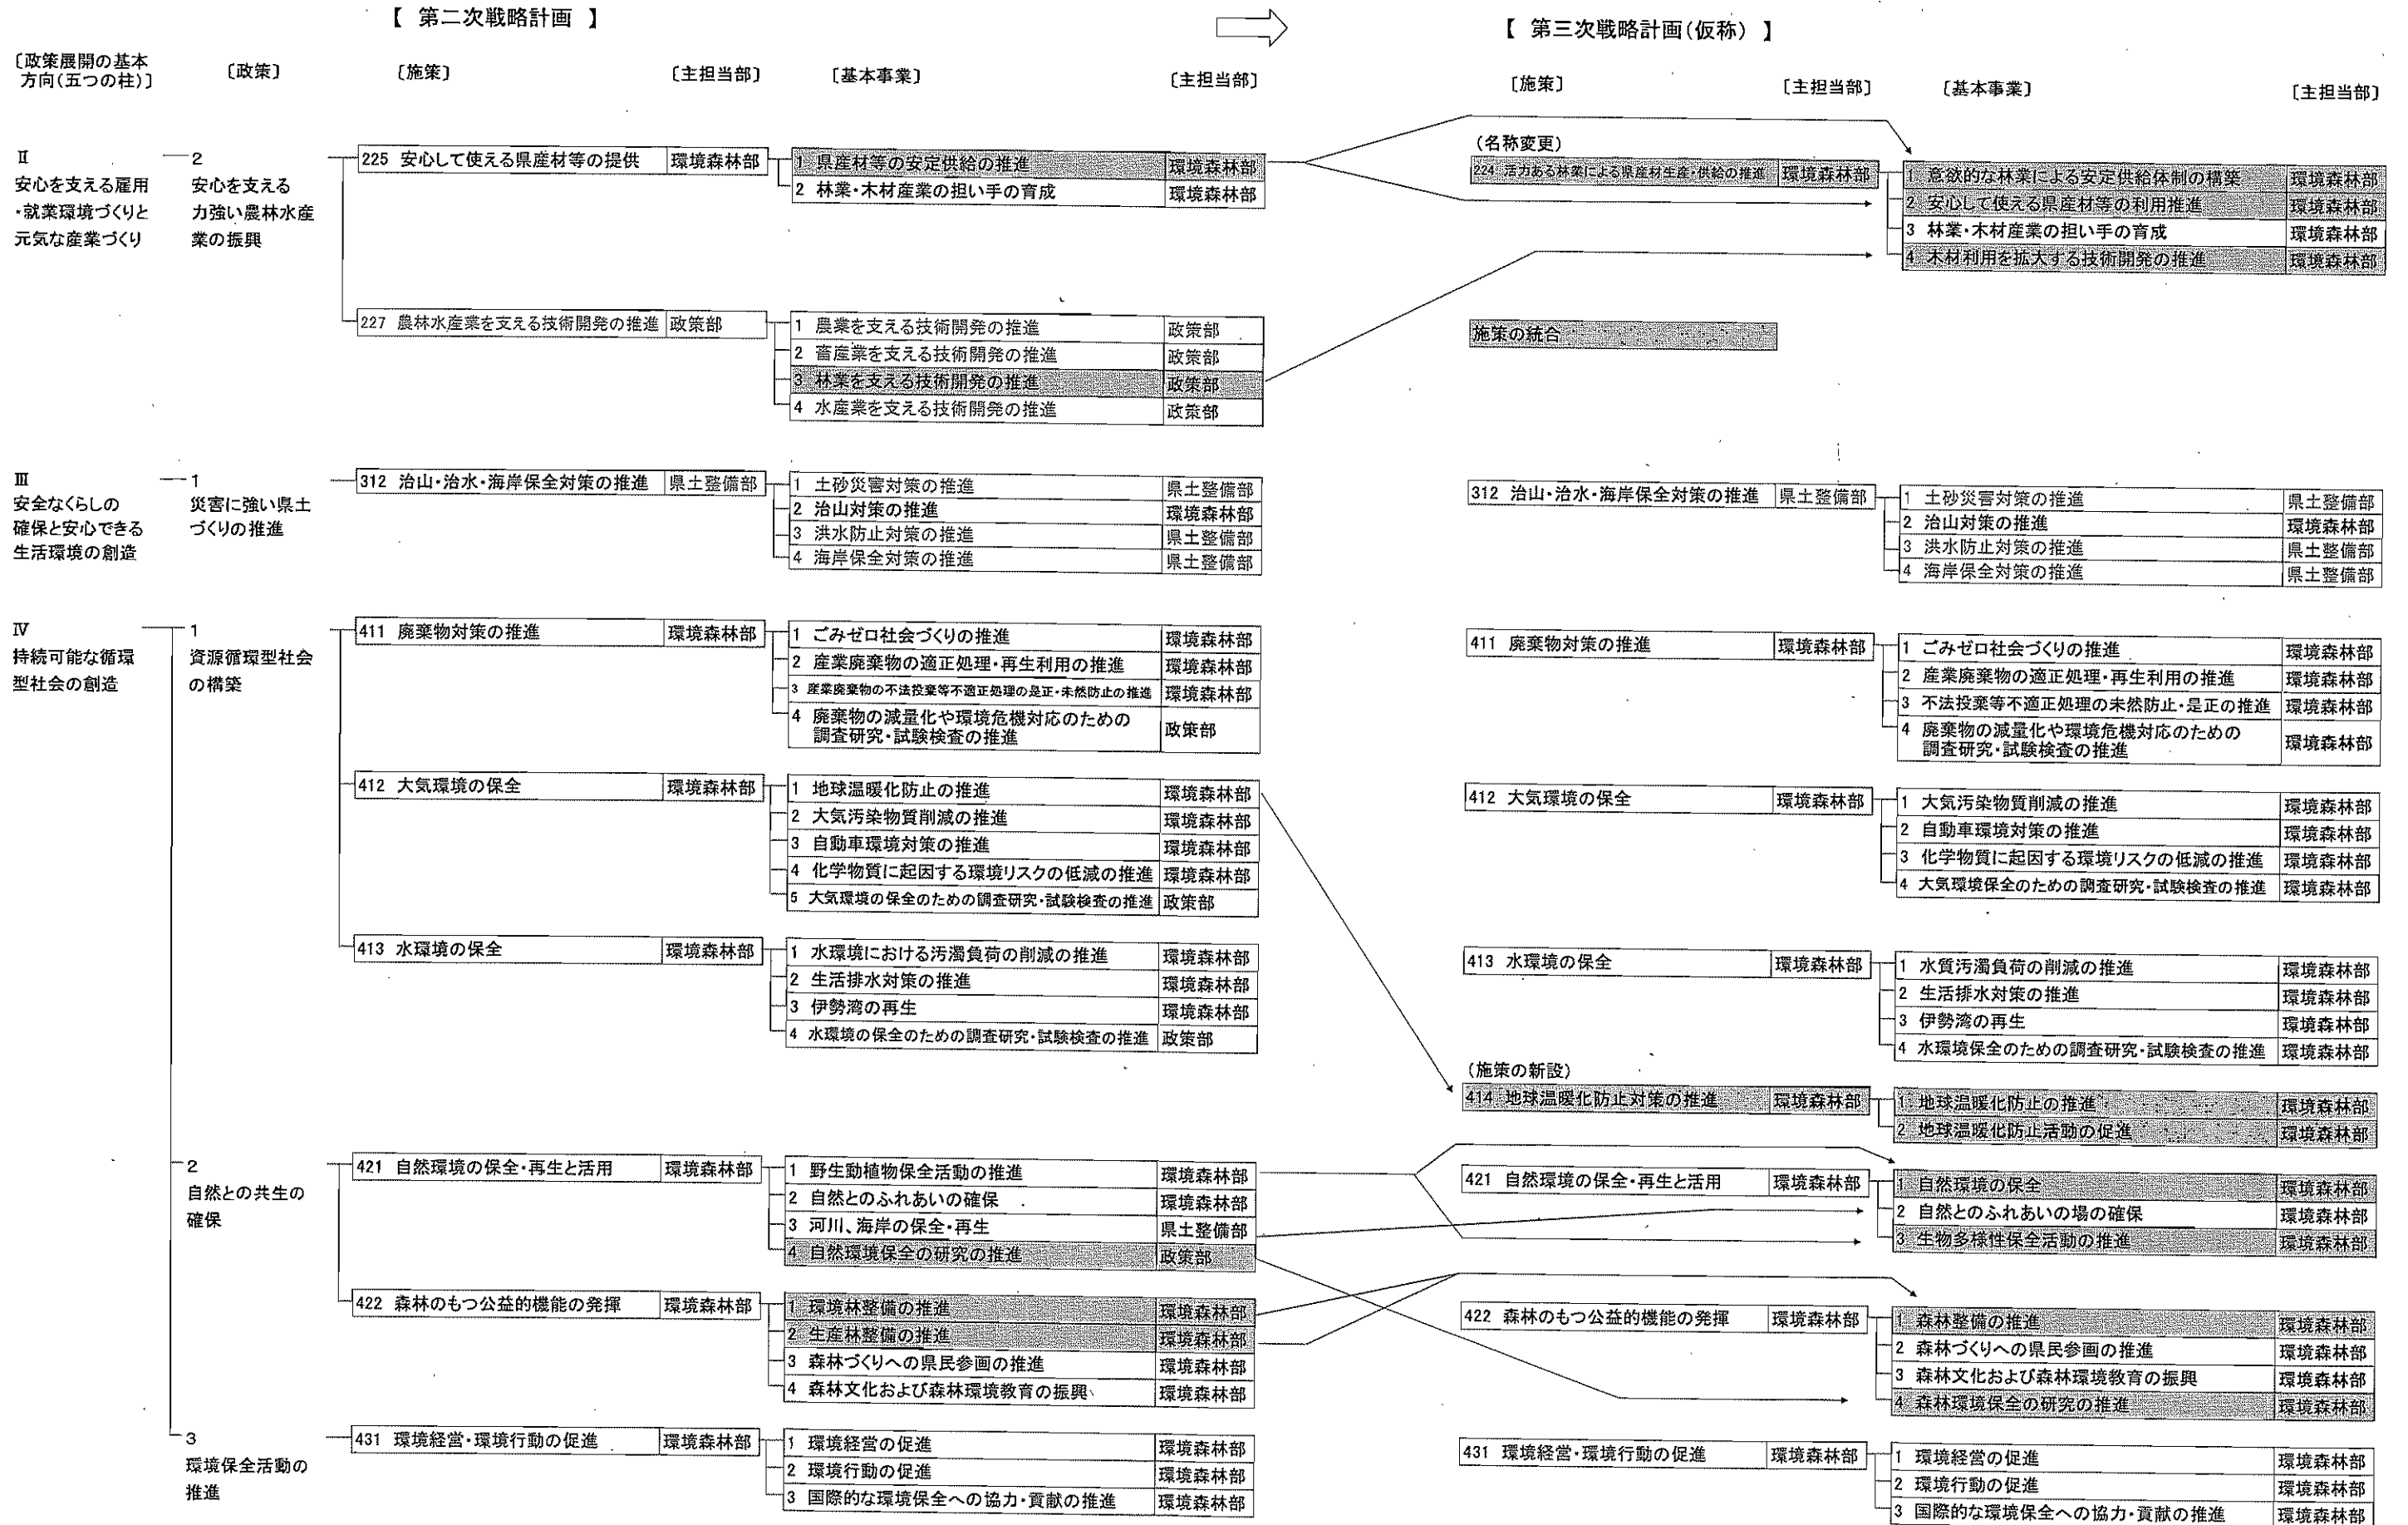 【 第二次戦略計画 】
【 第三次戦略計画(仮称) 】
〔政策展開の基本
方向(五つの柱)〕
〔政策〕
〔施策〕
〔主担当部〕
〔基本事業〕
〔主担当部〕
〔施策〕
〔主担当部〕
〔基本事業〕
〔主担当部〕
Ⅱ
安心を支える雇用
・就業環境づくりと
元気な産業づくり
2
安心を支える
力強い農林水産
業の振興
225 安心して使える県産材等の提供 環境森林部
1 県産材等の安定供給の推進 環境森林部
2 林業・木材産業の担い手の育成 環境森林部
(名称変更)
224 活力ある林業による県産材生産・供給の推進 環境森林部
1 意欲的な林業による安定供給体制の構築 環境森林部
2 安心して使える県産材等の利用推進 環境森林部
3 林業・木材産業の担い手の育成 環境森林部
4 木材利用を拡大する技術開発の推進 環境森林部
227 農林水産業を支える技術開発の推進 政策部
1 農業を支える技術開発の推進 政策部
2 畜産業を支える技術開発の推進 政策部
3 林業を支える技術開発の推進 政策部
4 水産業を支える技術開発の推進 政策部
施策の統合
Ⅲ
安全なくらしの
確保と安心できる
生活環境の創造
1
災害に強い県土
づくりの推進
312 治山・治水・海岸保全対策の推進 県土整備部
1 土砂災害対策の推進 県土整備部
2 治山対策の推進 環境森林部
3 洪水防止対策の推進 県土整備部
4 海岸保全対策の推進 県土整備部
312 治山・治水・海岸保全対策の推進 県土整備部
1 土砂災害対策の推進 県土整備部
2 治山対策の推進 環境森林部
3 洪水防止対策の推進 県土整備部
4 海岸保全対策の推進 県土整備部
Ⅳ
持続可能な循環
型社会の創造
1
資源循環型社会
の構築
411 廃棄物対策の推進 環境森林部
1 ごみゼロ社会づくりの推進 環境森林部
2 産業廃棄物の適正処理・再生利用の推進 環境森林部
3 産業廃棄物の不法投棄等不適正処理の是正・未然防止の推進 環境森林部
4 廃棄物の減量化や環境危機対応のための
調査研究・試験検査の推進 政策部
411 廃棄物対策の推進 環境森林部
1 ごみゼロ社会づくりの推進 環境森林部
2 産業廃棄物の適正処理・再生利用の推進 環境森林部
3 不法投棄等不適正処理の未然防止・是正の推進 環境森林部
4 廃棄物の減量化や環境危機対応のための
調査研究・試験検査の推進 環境森林部
412 大気環境の保全 環境森林部
1 地球温暖化防止の推進 環境森林部
2 大気汚染物質削減の推進 環境森林部
3 自動車環境対策の推進 環境森林部
4 化学物質に起因する環境リスクの低減の推進 環境森林部
5 大気環境の保全のための調査研究・試験検査の推進 政策部
412 大気環境の保全 環境森林部
1 大気汚染物質削減の推進 環境森林部
2 自動車環境対策の推進 環境森林部
3 化学物質に起因する環境リスクの低減の推進 環境森林部
4 大気環境保全のための調査研究・試験検査の推進 環境森林部
413 水環境の保全 環境森林部
1 水環境における汚濁負荷の削減の推進 環境森林部
2 生活排水対策の推進 環境森林部
3 伊勢湾の再生 環境森林部
4 水環境の保全のための調査研究・試験検査の推進 政策部
413 水環境の保全 環境森林部
1 水質汚濁負荷の削減の推進 環境森林部
2 生活排水対策の推進 環境森林部
3 伊勢湾の再生 環境森林部
4 水環境保全のための調査研究・試験検査の推進 環境森林部
(施策の新設)
414 地球温暖化防止対策の推進 環境森林部
1 地球温暖化防止の推進 環境森林部
2 地球温暖化防止活動の促進 環境森林部
2
自然との共生の
確保
421 自然環境の保全・再生と活用 環境森林部
1 野生動植物保全活動の推進 環境森林部
2 自然とのふれあいの確保 環境森林部
3 河川、海岸の保全・再生 県土整備部
4 自然環境保全の研究の推進 政策部
421 自然環境の保全・再生と活用 環境森林部
1 自然環境の保全 環境森林部
2 自然とのふれあいの場の確保 環境森林部
3 生物多様性保全活動の推進 環境森林部
422 森林のもつ公益的機能の発揮 環境森林部
1 環境林整備の推進 環境森林部
2 生産林整備の推進 環境森林部
3 森林づくりへの県民参画の推進 環境森林部
4 森林文化および森林環境教育の振興 環境森林部
422 森林のもつ公益的機能の発揮 環境森林部
1 森林整備の推進 環境森林部
2 森林づくりへの県民参画の推進 環境森林部
3 森林文化および森林環境教育の振興 環境森林部
4 森林環境保全の研究の推進 環境森林部
3
環境保全活動の
推進
431 環境経営・環境行動の促進 環境森林部
1 環境経営の促進 環境森林部
2 環境行動の促進 環境森林部
3 国際的な環境保全への協力・貢献の推進 環境森林部
431 環境経営・環境行動の促進 環境森林部
1 環境経営の促進 環境森林部
2 環境行動の促進 環境森林部
3 国際的な環境保全への協力・貢献の推進 環境森林部